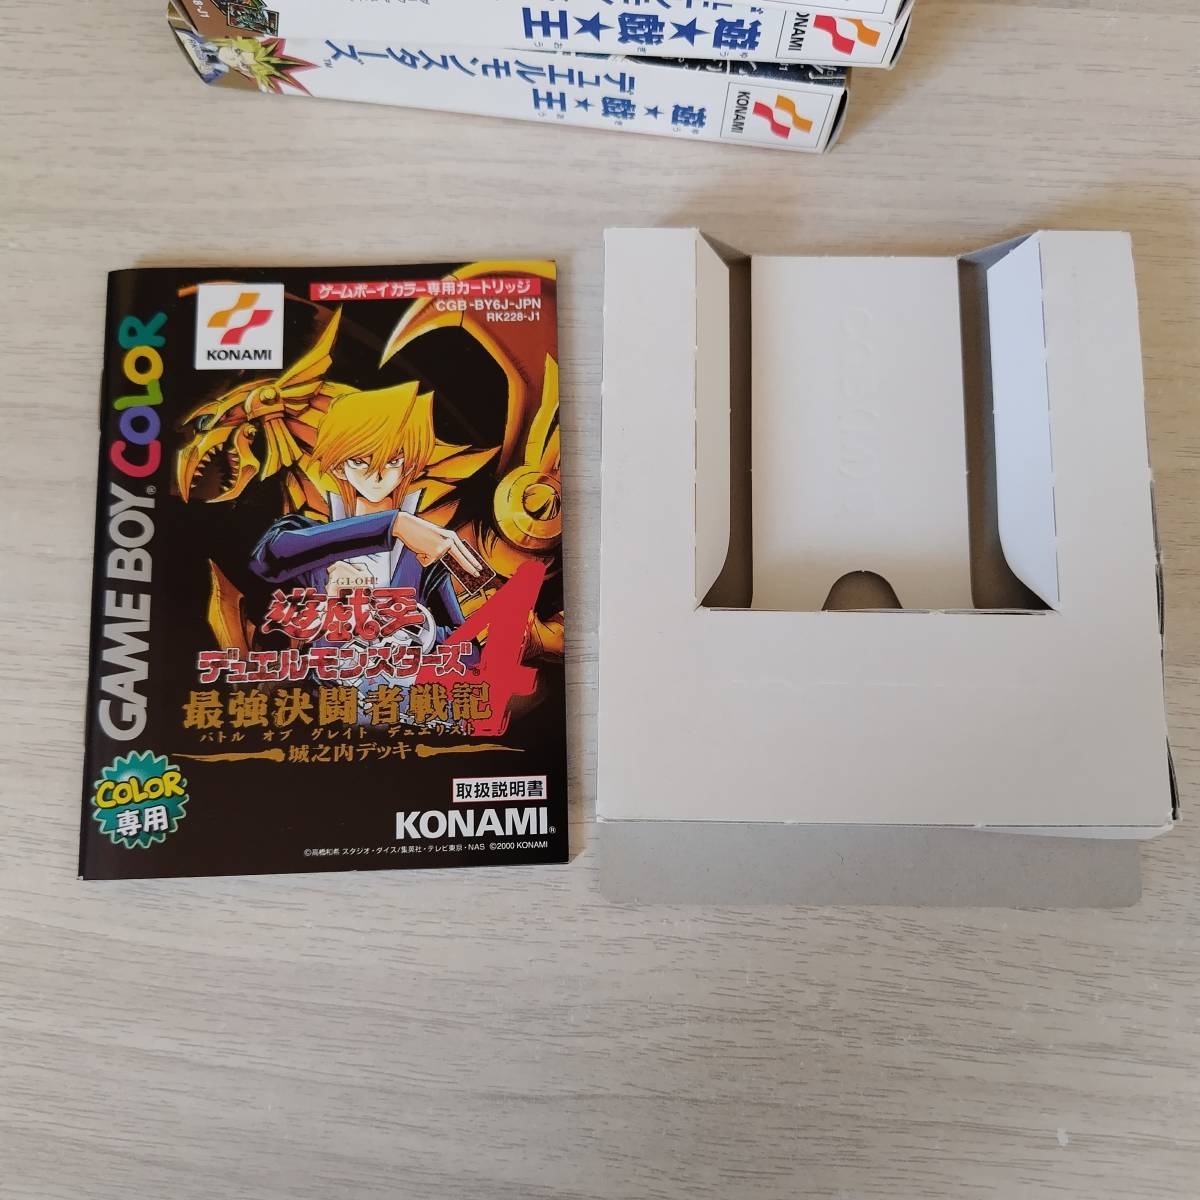 遊★戯★王
KONAMI
遊★戯★王
デュエルモンスターズ™
KONAMI
ゲームボーイカラー専用カートリッジ
CGB-BY6J-JPN
RK228-J1
KONAMI
GAME BOY® COLOR
遊戯王
デュエルモンスターズ4
最強決闘者戦記
バトル オブ グレイト デュエリスト
城之内デッキ
COLOR
専用
取扱説明書
KONAMI®
©高橋和希 スタジオ・ダイス/集英社・テレビ東京・NAS ©2000 KONAMI